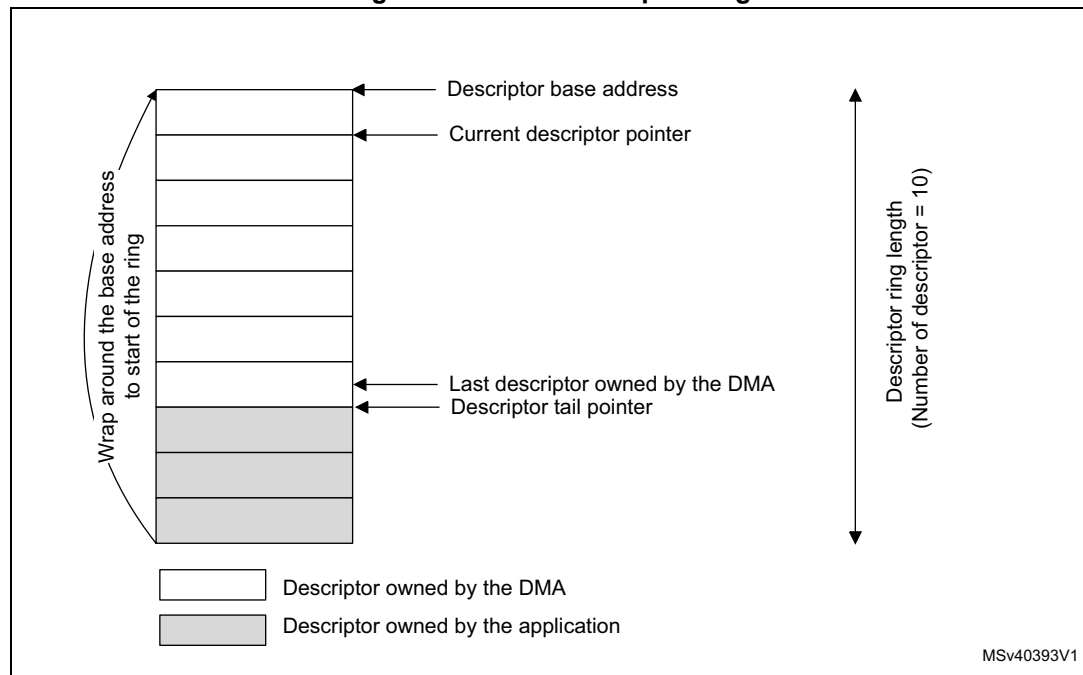 Descriptor base address
Current descriptor pointer
Wrap around the base address
to start of the ring
Descriptor ring length
(Number of descriptor = 10)
Last descriptor owned by the DMA
Descriptor tail pointer
Descriptor owned by the DMA
Descriptor owned by the application
MSv40393V1